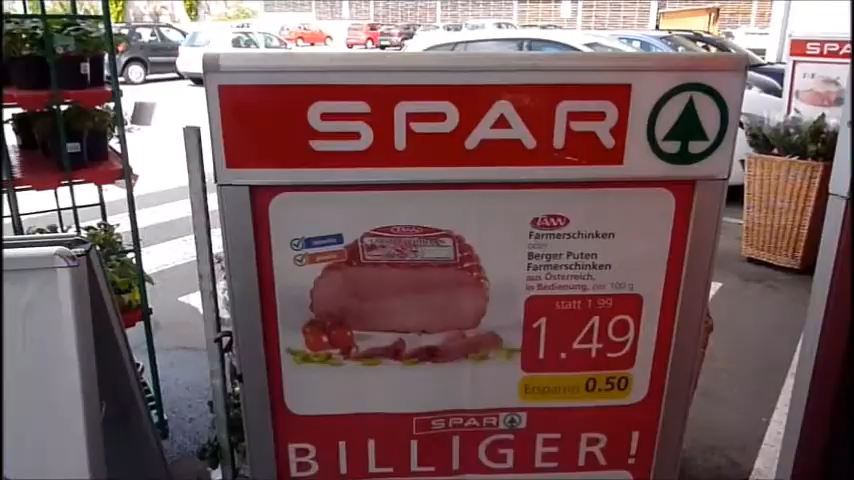 SPAR
TANN
Farmerschinken
oder
Berger Puten
Farmerschinken
aus Österreich,
in Bedienung, per 100 g
statt 1.99
1.49
Ersparnis 0.50
SPAR
BILLIGER!
SPAR